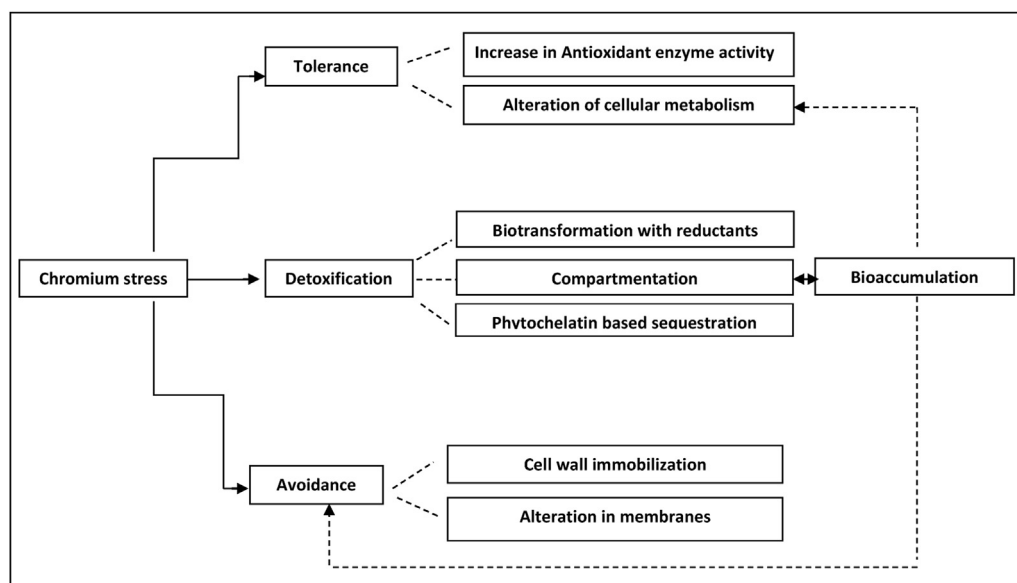 Tolerance
Increase in Antioxidant enzyme activity
Alteration of cellular metabolism
Chromium stress
Detoxification
Biotransformation with reductants
Compartmentation
Phytochelatin based sequestration
Bioaccumulation
Avoidance
Cell wall immobilization
Alteration in membranes